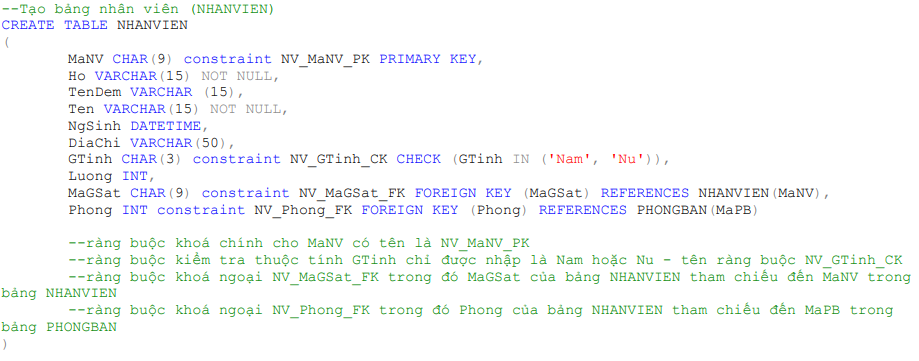 --Tạo bảng nhân viên (NHANVIEN)
CREATE TABLE NHANVIEN
(
MaNV CHAR(9) constraint NV_MaNV_PK PRIMARY KEY,
Ho VARCHAR(15) NOT NULL,
TenDem VARCHAR (15),
Ten VARCHAR(15) NOT NULL,
NgSinh DATETIME,
DiaChi VARCHAR(50),
GTinh CHAR(3) constraint NV_GTinh_CK CHECK (GTinh IN ('Nam', 'Nu')),
Luong INT,
MaGSat CHAR(9) constraint NV_MaGSat_FK FOREIGN KEY (MaGSat) REFERENCES NHANVIEN(MaNV),
Phong INT constraint NV_Phong_FK FOREIGN KEY (Phong) REFERENCES PHONGBAN(MaPB)
--ràng buộc khoá chính cho MaNV có tên là NV_MaNV_PK
--ràng buộc kiểm tra thuộc tính GTinh chỉ được nhập là Nam hoặc Nu - tên ràng buộc NV_GTinh_CK
--ràng buộc khoá ngoại NV_MaGSat_FK trong đó MaGSat của bảng NHANVIEN tham chiếu đến MaNV trong
bảng NHANVIEN
--ràng buộc khoá ngoại NV_Phong_FK trong đó Phong của bảng NHANVIEN tham chiếu đến MaPB trong
bảng PHONGBAN
)